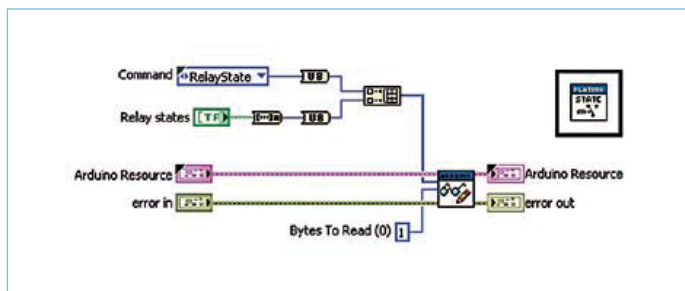 Command
RelayState
U8
Relay states
TF
U8
PLATINO
STATE
Arduino Resource
Arduino Resource
error in
error out
Bytes To Read (0)
1